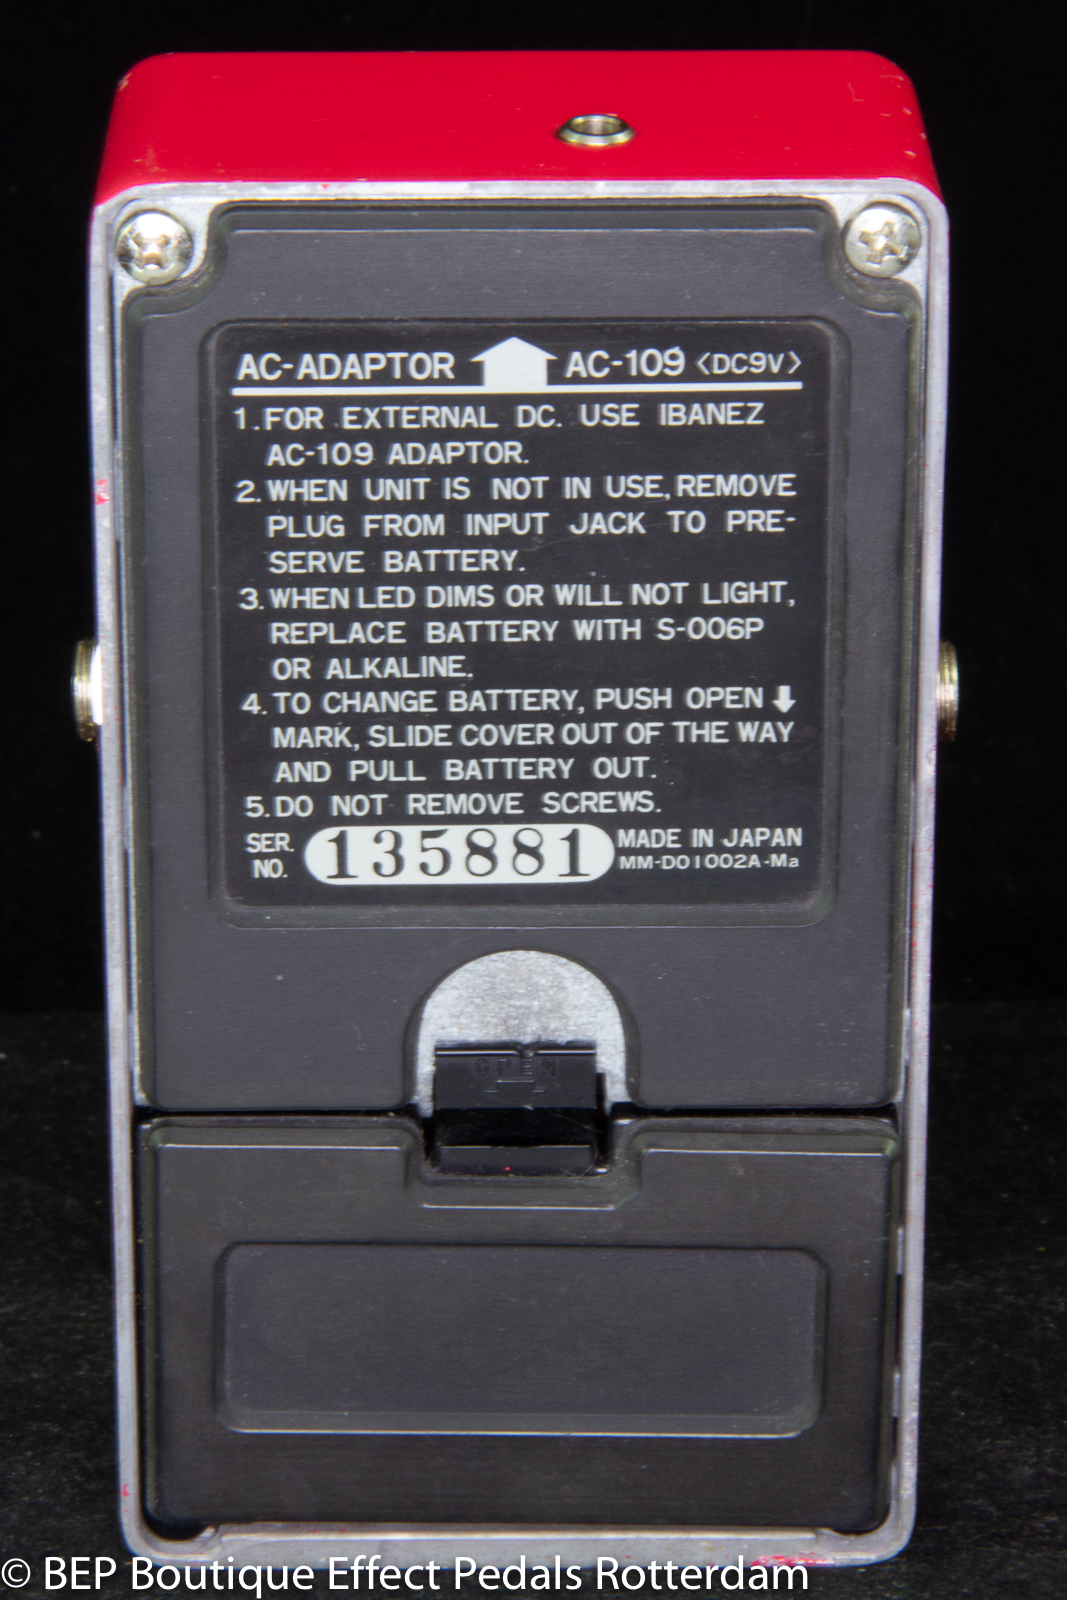 AC-ADAPTOR AC-109 <DC9V>
1. FOR EXTERNAL DC. USE IBANEZ
AC-109 ADAPTOR.
2. WHEN UNIT IS NOT IN USE, REMOVE
PLUG FROM INPUT JACK TO PRE-
SERVE BATTERY.
3. WHEN LED DIMS OR WILL NOT LIGHT,
REPLACE BATTERY WITH S-006P
OR ALKALINE.
4. TO CHANGE BATTERY, PUSH OPEN ⬇
MARK, SLIDE COVER OUT OF THE WAY
AND PULL BATTERY OUT.
5. DO NOT REMOVE SCREWS.
SER. NO. 135881 MADE IN JAPAN
MM-D01002A-Ma
OPEN
© BEP Boutique Effect Pedals Rotterdam